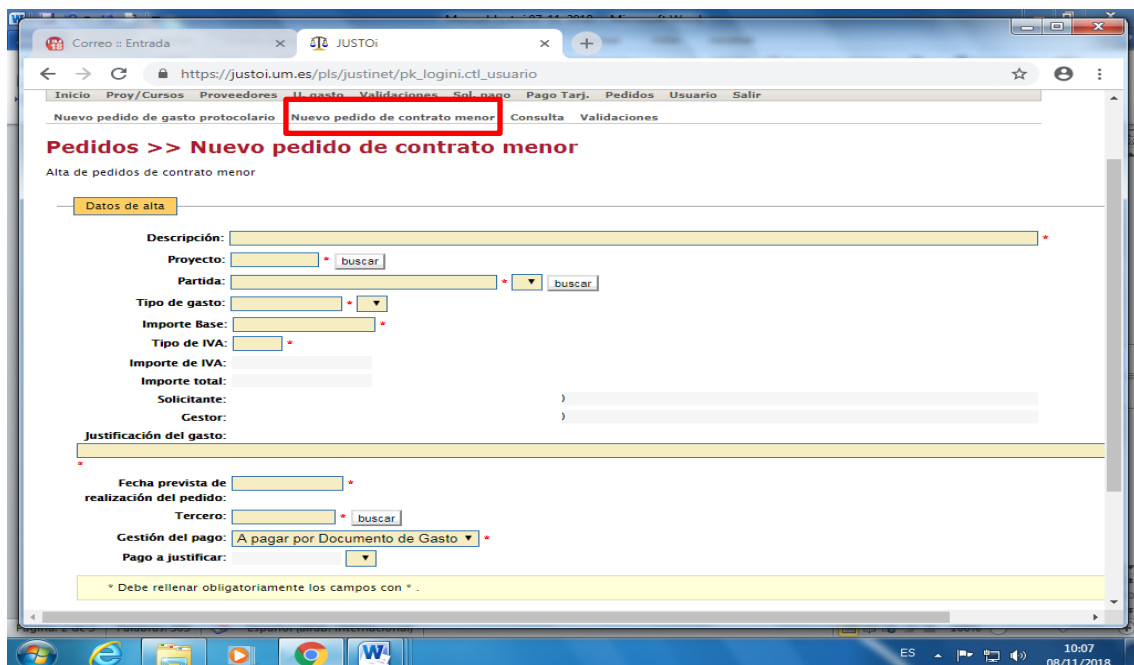 Correo :: Entrada
JUSTOi
https://justoi.um.es/pls/justinet/pk_logini.ctl_usuario
Inicio Proy/Cursos Proveedores U. gasto Validaciones Sol. pago Pago Tarj. Pedidos Usuario Salir
Nuevo pedido de gasto protocolario Nuevo pedido de contrato menor Consulta Validaciones
Pedidos >> Nuevo pedido de contrato menor
Alta de pedidos de contrato menor
Datos de alta
Descripción: *
Proyecto: * buscar
Partida: * buscar
Tipo de gasto: *
Importe Base: *
Tipo de IVA: *
Importe de IVA:
Importe total:
Solicitante: )
Gestor: )
Justificación del gasto:
*
Fecha prevista de *
realización del pedido:
Tercero: * buscar
Gestión del pago: A pagar por Documento de Gasto *
Pago a justificar:
* Debe rellenar obligatoriamente los campos con * .
ES
10:07
08/11/2018